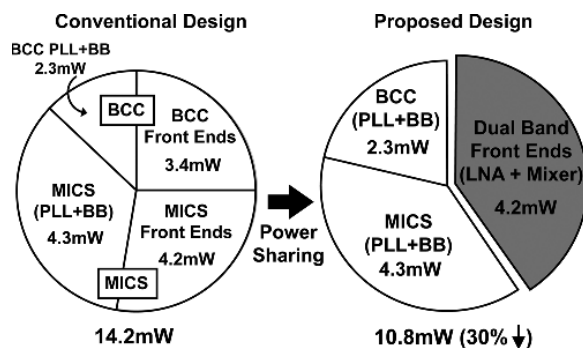 Conventional Design
BCC PLL+BB
2.3mW
BCC
BCC
Front Ends
3.4mW
MICS
(PLL+BB)
4.3mW
MICS
Front Ends
4.2mW
MICS
14.2mW
Power
Sharing
Proposed Design
BCC
(PLL+BB)
2.3mW
Dual Band
Front Ends
(LNA + Mixer)
4.2mW
MICS
(PLL+BB)
4.3mW
10.8mW (30%↓)